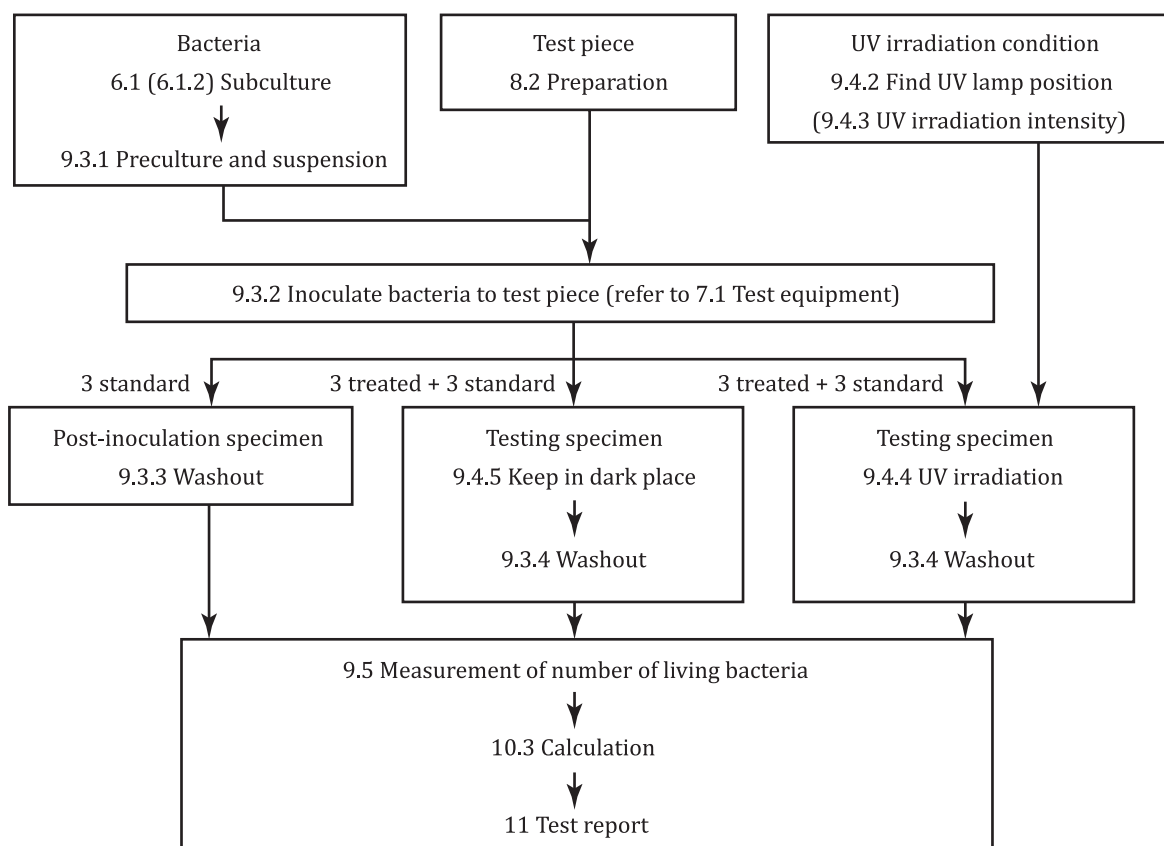 Bacteria
6.1 (6.1.2) Subculture
9.3.1 Preculture and suspension
Test piece
8.2 Preparation
UV irradiation condition
9.4.2 Find UV lamp position
(9.4.3 UV irradiation intensity)
9.3.2 Inoculate bacteria to test piece (refer to 7.1 Test equipment)
3 standard
3 treated + 3 standard
3 treated + 3 standard
Post-inoculation specimen
9.3.3 Washout
Testing specimen
9.4.5 Keep in dark place
9.3.4 Washout
Testing specimen
9.4.4 UV irradiation
9.3.4 Washout
9.5 Measurement of number of living bacteria
10.3 Calculation
11 Test report